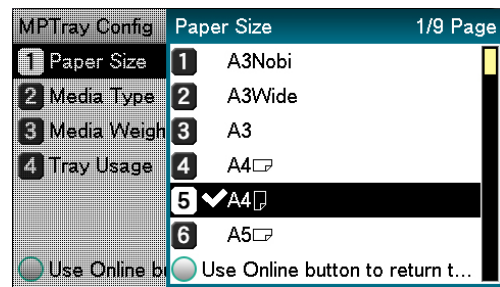 MPTray Config
1 Paper Size
2 Media Type
3 Media Weigh
4 Tray Usage
Use Online b
Paper Size 1/9 Page
1 A3Nobi
2 A3Wide
3 A3
4 A4
5 A4
6 A5
Use Online button to return t...